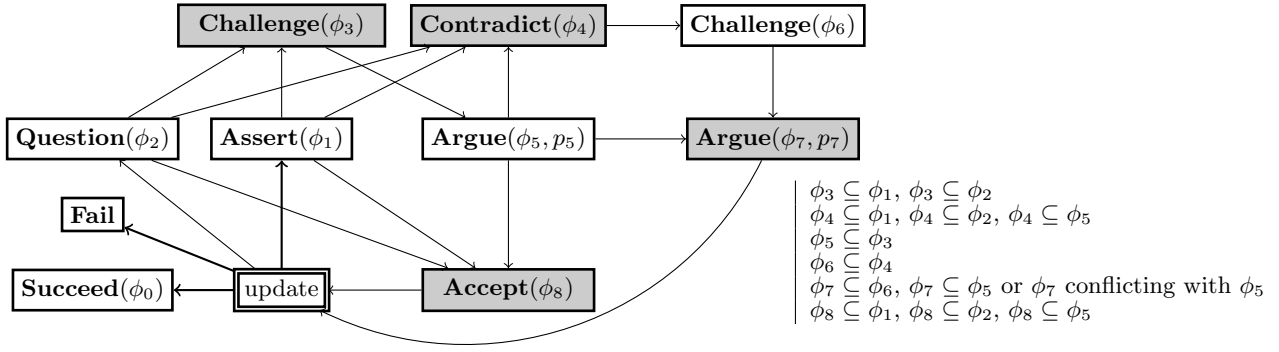 Challenge(ϕ₃)
Contradict(ϕ₄)
Challenge(ϕ₆)
Question(ϕ₂)
Assert(ϕ₁)
Argue(ϕ₅, p₅)
Argue(ϕ₇, p₇)
Fail
Succeed(ϕ₀)
update
Accept(ϕ₈)
ϕ₃ ⊆ ϕ₁, ϕ₃ ⊆ ϕ₂
ϕ₄ ⊆ ϕ₁, ϕ₄ ⊆ ϕ₂, ϕ₄ ⊆ ϕ₅
ϕ₅ ⊆ ϕ₃
ϕ₆ ⊆ ϕ₄
ϕ₇ ⊆ ϕ₆, ϕ₇ ⊆ ϕ₅ or ϕ₇ conflicting with ϕ₅
ϕ₈ ⊆ ϕ₁, ϕ₈ ⊆ ϕ₂, ϕ₈ ⊆ ϕ₅